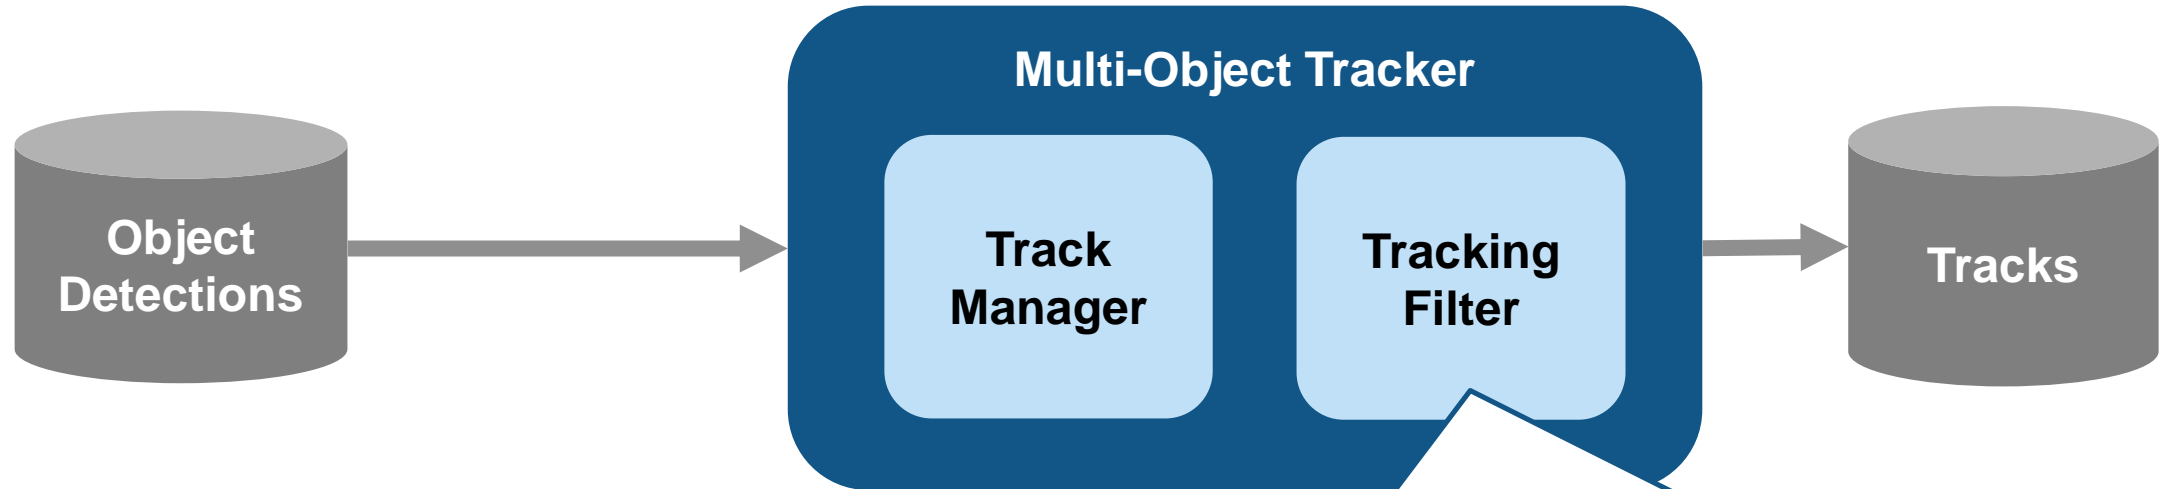 Multi-Object Tracker
Object
Detections
Track
Manager
Tracking
Filter
Tracks